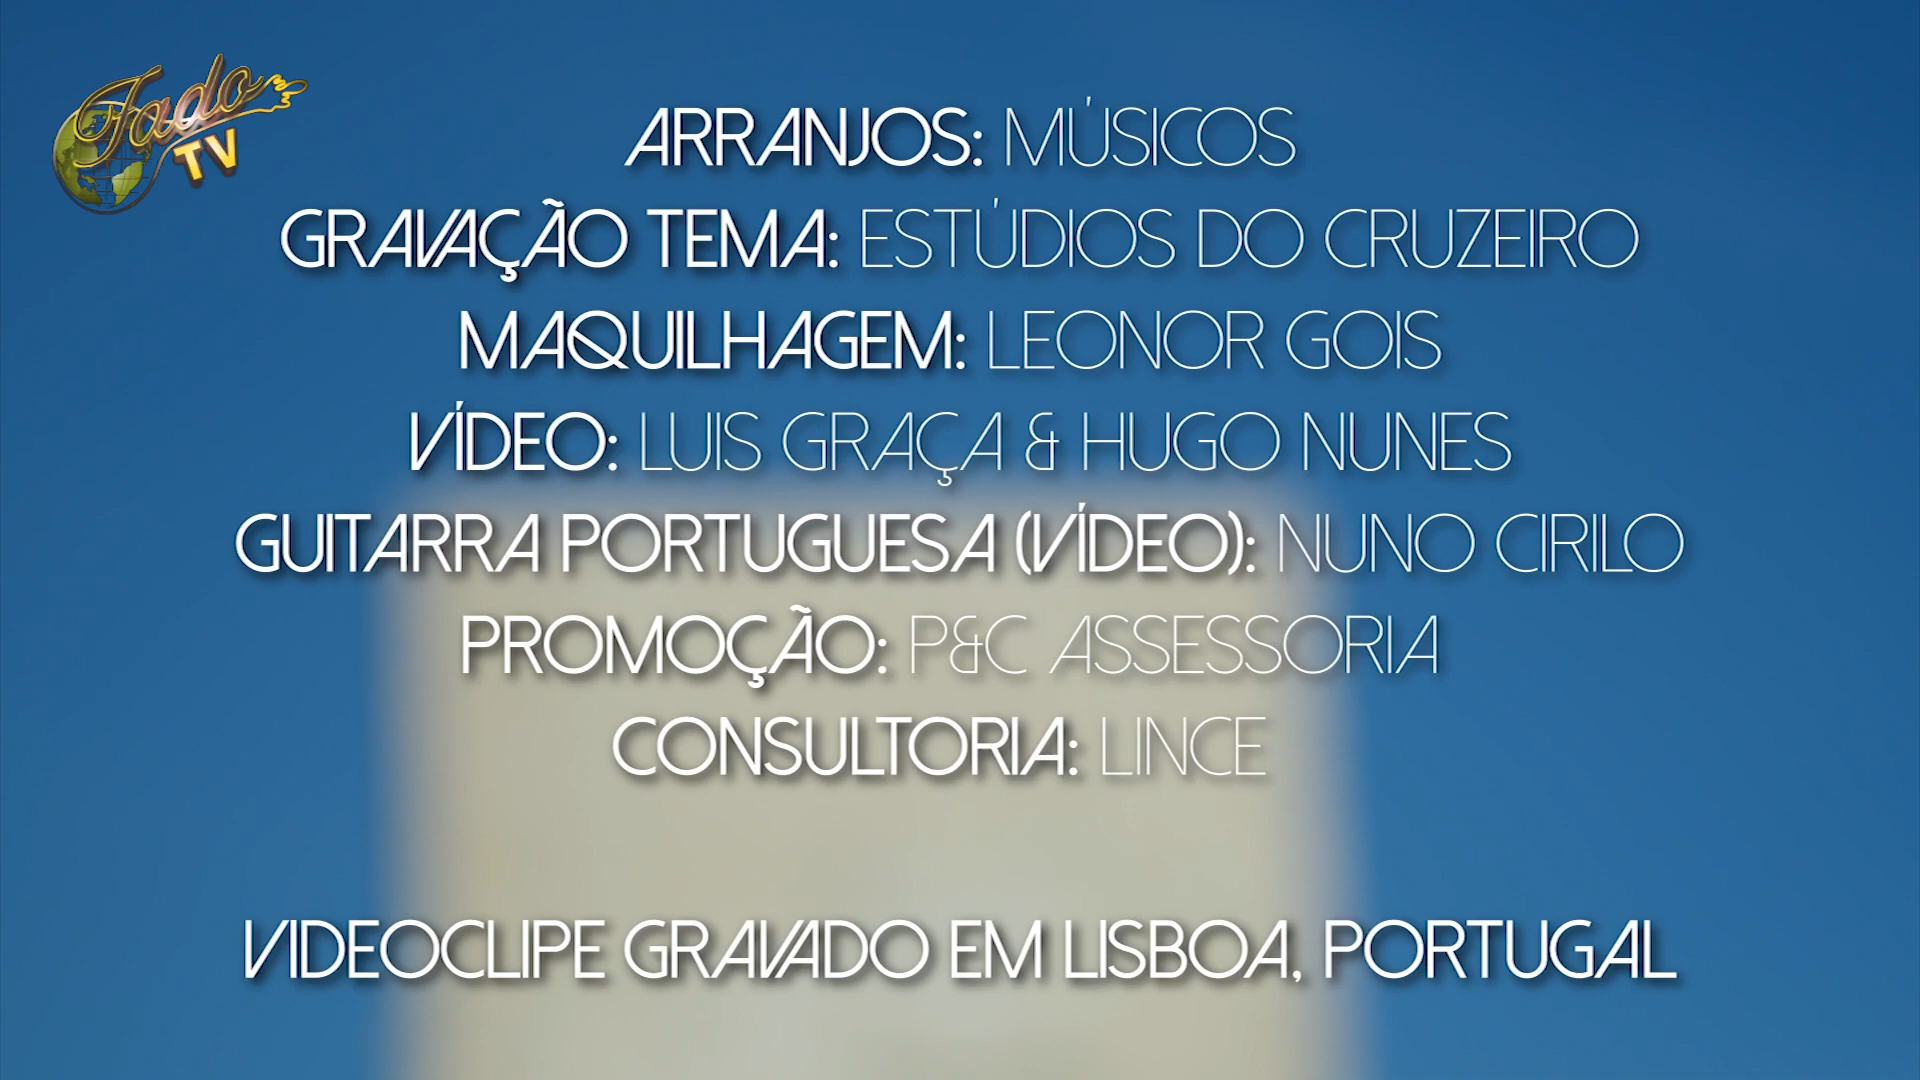 Fado
TV
ARRANJOS: MÚSICOS
GRAVAÇÃO TEMA: ESTÚDIOS DO CRUZEIRO
MAQUILHAGEM: LEONOR GOIS
VÍDEO: LUIS GRAÇA & HUGO NUNES
GUITARRA PORTUGUESA (VÍDEO): NUNO CIRILO
PROMOÇÃO: P&C ASSESSORIA
CONSULTORIA: LINCE
VIDEOCLIPE GRAVADO EM LISBOA, PORTUGAL